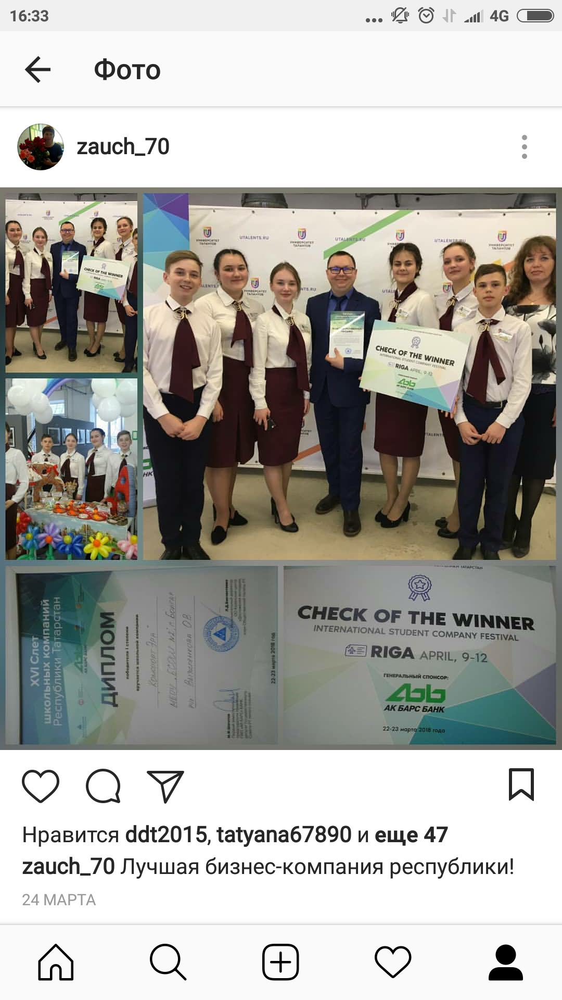 16:33
4G
Фото
zauch_70
UTALENTS.RU
УНИВЕРСИТЕТ
ТАЛАНТОВ
CHECK OF THE WINNER
INTERNATIONAL STUDENT COMPANY FESTIVAL
RIGA APRIL, 9-12
АК БАРС БАНК
XVI Слет
школьных компаний
Республики Татарстан
ДИПЛОМ
победителя I степени
вручается школьной компании
22-23 марта 2018 год
CHECK OF THE WINNER
INTERNATIONAL STUDENT COMPANY FESTIVAL
RIGA APRIL, 9-12
ГЕНЕРАЛЬНЫЙ СПОНСОР:
АК БАРС БАНК
22-23 марта 2018 года
Нравится ddt2015, tatyana67890 и еще 47
zauch_70 Лучшая бизнес-компания республики!
24 МАРТА